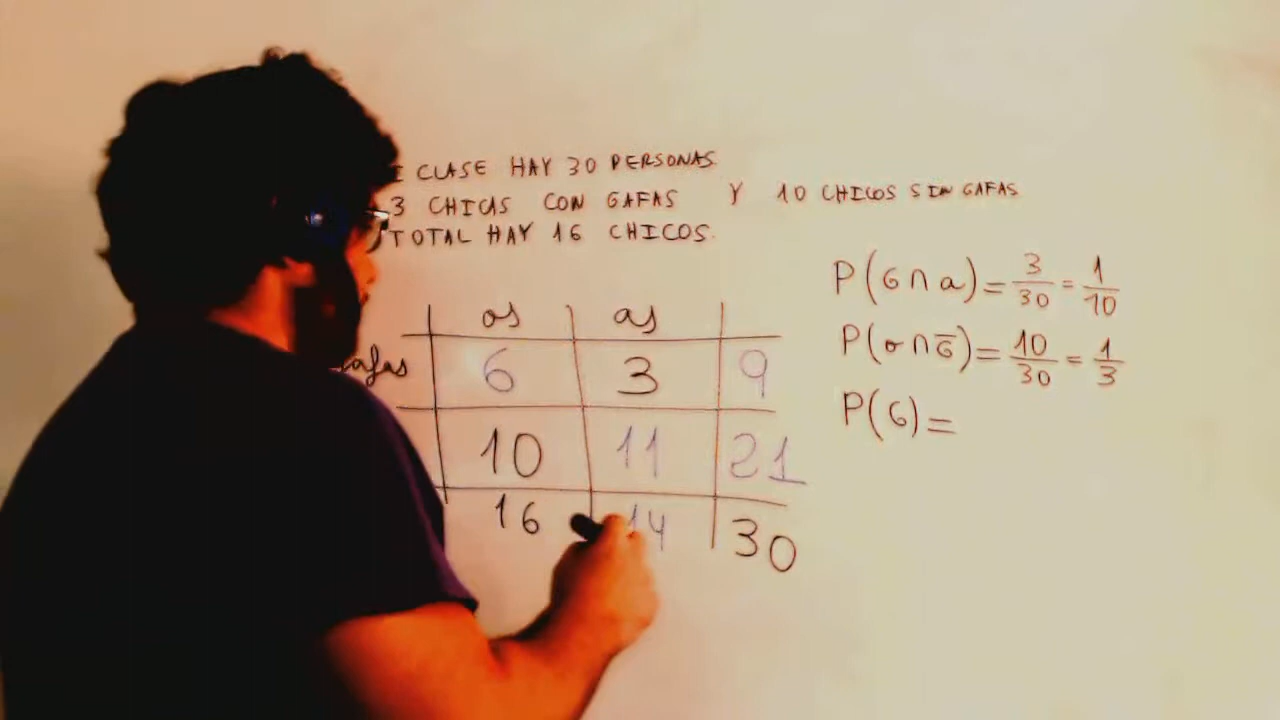 CLASE HAY 30 PERSONAS
3 CHICAS CON GAFAS Y 10 CHICOS SIN GAFAS
TOTAL HAY 16 CHICOS.
os as
Gafas 6 3 9
10 11 21
16 14 30
P(G∩a)=3/30=1/10
P(o∩G̅)=10/30=1/3
P(G)=